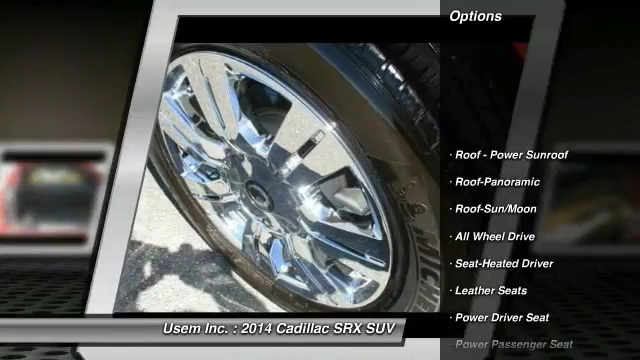 Options
· Roof - Power Sunroof
· Roof-Panoramic
· Roof-Sun/Moon
· All Wheel Drive
· Seat-Heated Driver
· Leather Seats
· Power Driver Seat
· Power Passenger Seat
Usem Inc. : 2014 Cadillac SRX SUV